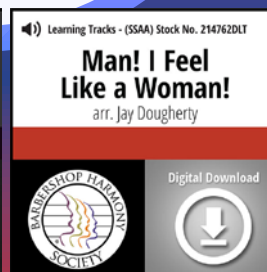 Learning Tracks - (SSAA) Stock No. 214762DLT
Man! I Feel
Like a Woman!
arr. Jay Dougherty
BARBERSHOP HARMONY
SOCIETY
Digital Download